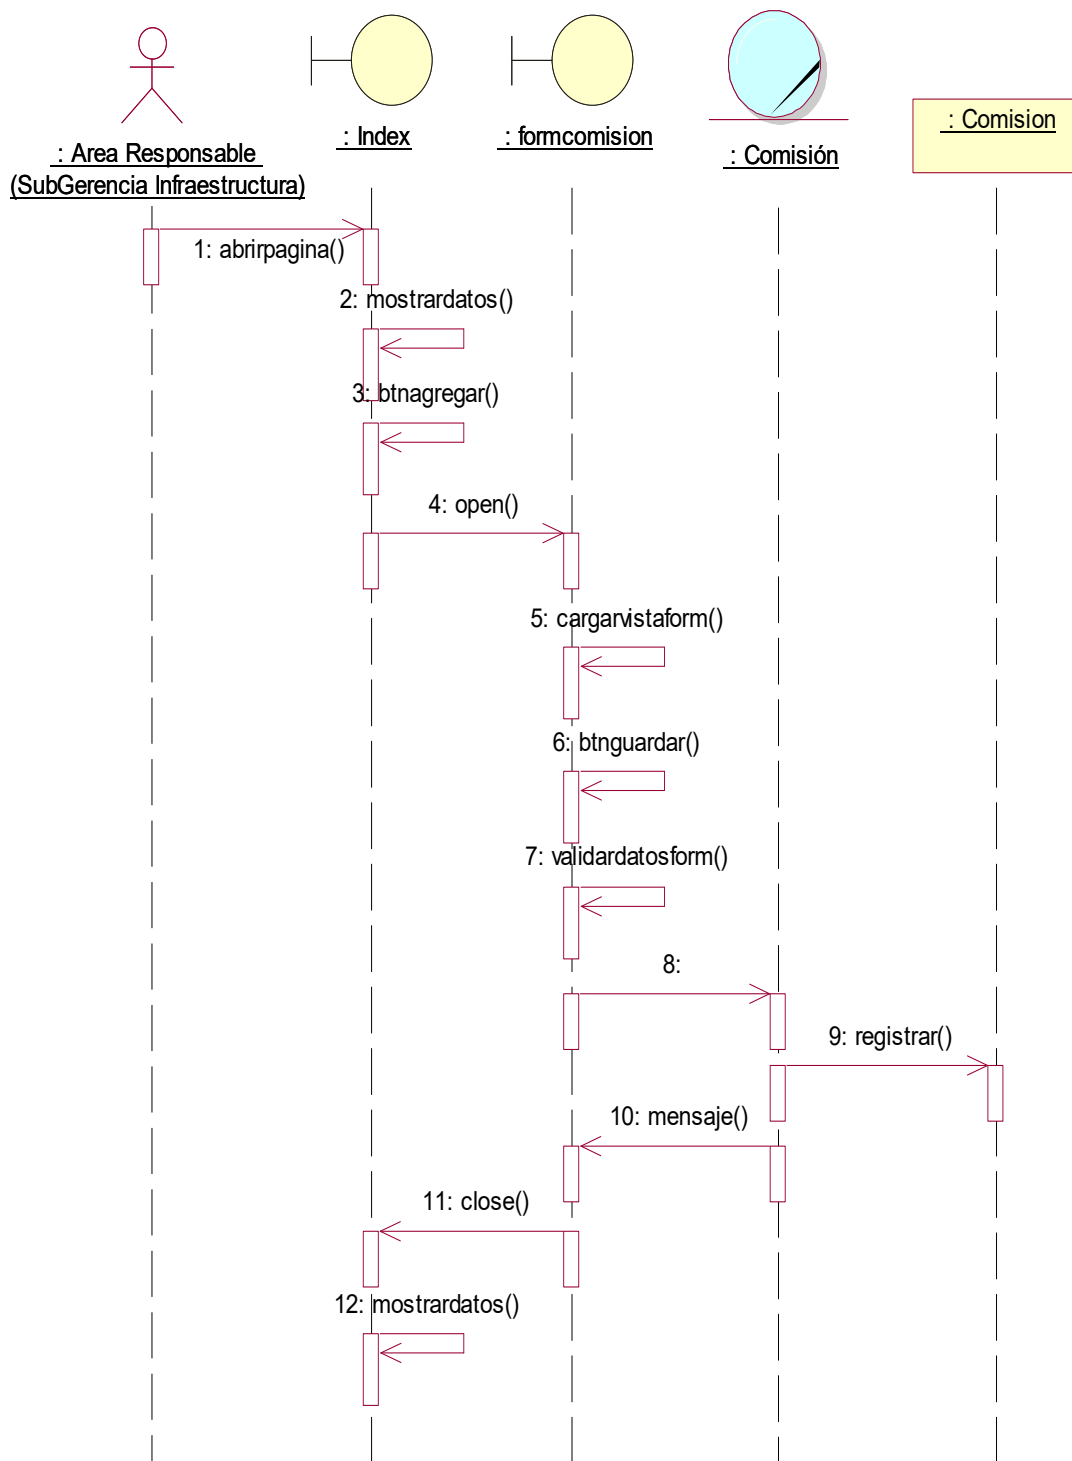 : Area Responsable
(SubGerencia Infraestructura)
: Index
: formcomision
: Comisión
: Comision
1: abrirpagina()
2: mostrardatos()
3: btnagregar()
4: open()
5: cargarvistaform()
6: btnguardar()
7: validardatosform()
8:
9: registrar()
10: mensaje()
11: close()
12: mostrardatos()